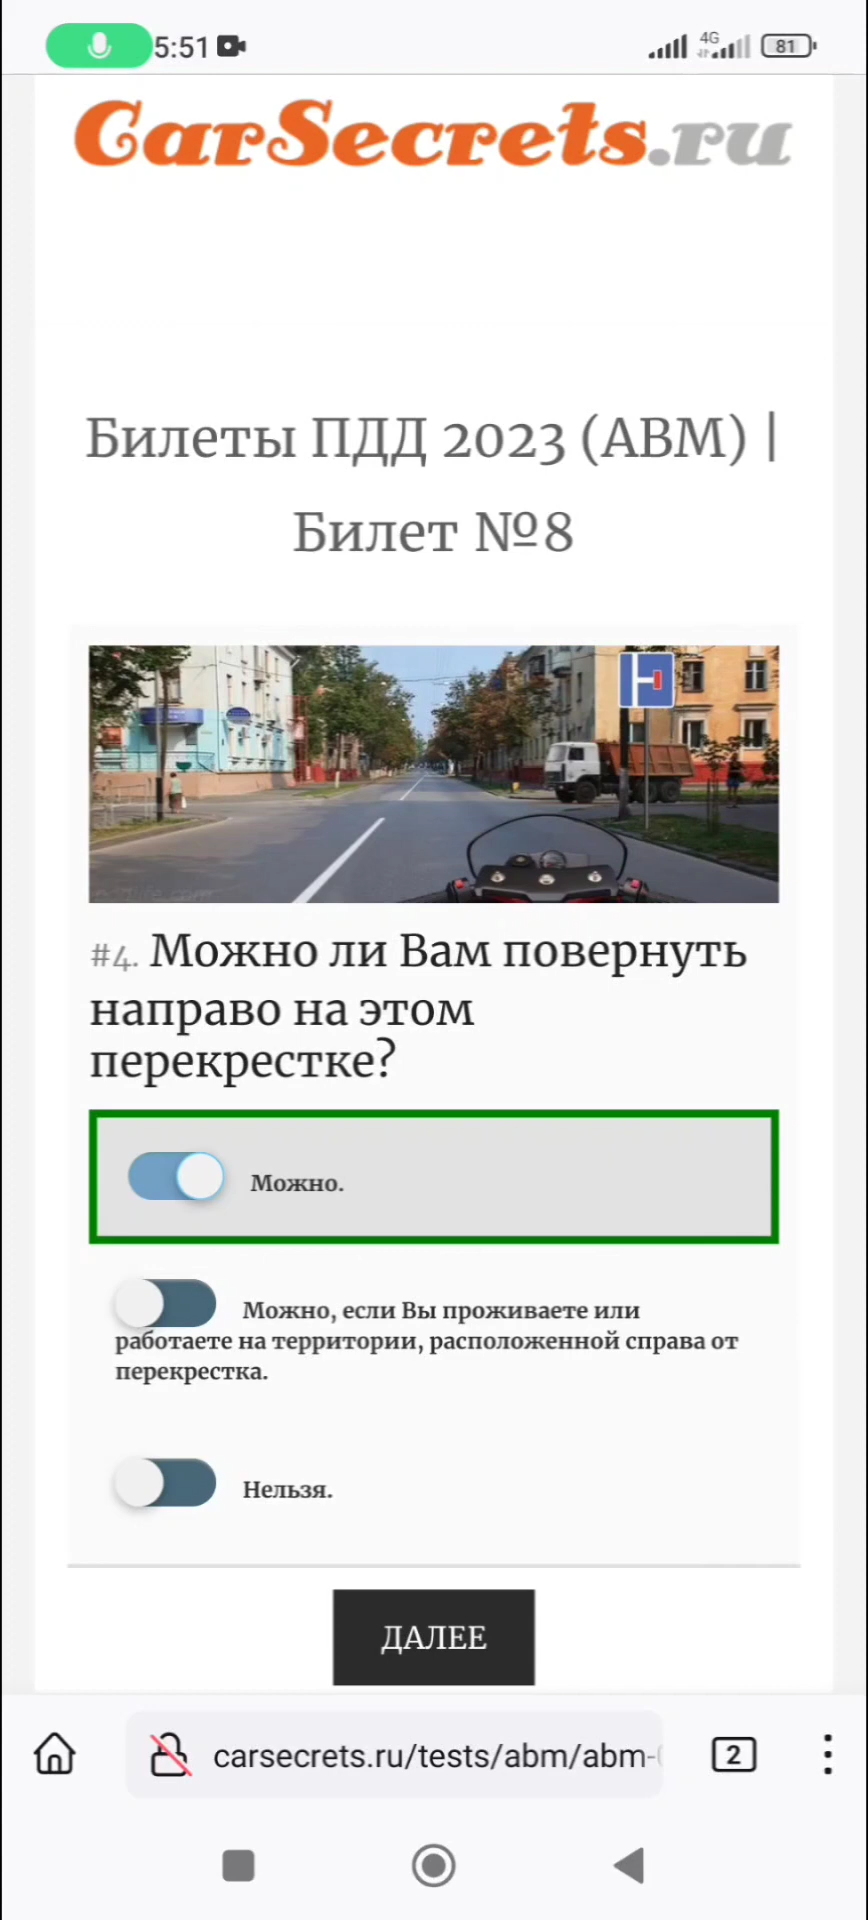 5:51
4G
81
CarSecrets.ru
Билеты ПДД 2023 (АВМ) |
Билет №8
#4. Можно ли Вам повернуть
направо на этом
перекрестке?
Можно.
Можно, если Вы проживаете или
работаете на территории, расположенной справа от
перекрестка.
Нельзя.
ДАЛЕЕ
carsecrets.ru/tests/abm/abm-
2